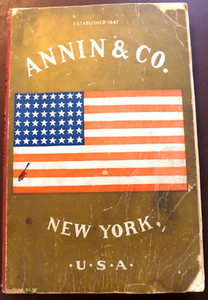 ESTABLISHED 1847
ANNIN & CO.
NEW YORK,
· U · S · A ·